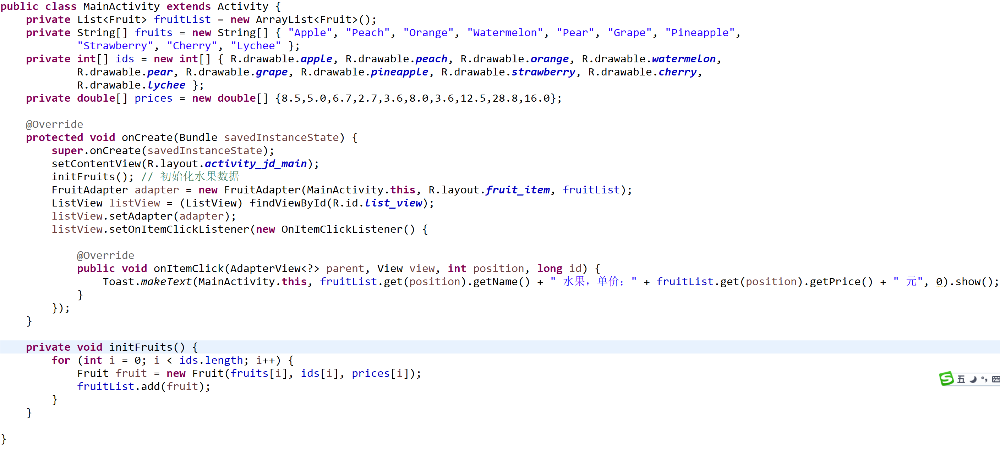 public class MainActivity extends Activity {
    private List<Fruit> fruitList = new ArrayList<Fruit>();
    private String[] fruits = new String[] { "Apple", "Peach", "Orange", "Watermelon", "Pear", "Grape", "Pineapple",
            "Strawberry", "Cherry", "Lychee" };
    private int[] ids = new int[] { R.drawable.apple, R.drawable.peach, R.drawable.orange, R.drawable.watermelon,
            R.drawable.pear, R.drawable.grape, R.drawable.pineapple, R.drawable.strawberry, R.drawable.cherry,
            R.drawable.lychee };
    private double[] prices = new double[] {8.5,5.0,6.7,2.7,3.6,8.0,3.6,12.5,28.8,16.0};
    @Override
    protected void onCreate(Bundle savedInstanceState) {
        super.onCreate(savedInstanceState);
        setContentView(R.layout.activity_jd_main);
        initFruits(); // 初始化水果数据
        FruitAdapter adapter = new FruitAdapter(MainActivity.this, R.layout.fruit_item, fruitList);
        ListView listView = (ListView) findViewById(R.id.list_view);
        listView.setAdapter(adapter);
        listView.setOnItemClickListener(new OnItemClickListener() {
            @Override
            public void onItemClick(AdapterView<?> parent, View view, int position, long id) {
                Toast.makeText(MainActivity.this, fruitList.get(position).getName() + " 水果，单价：" + fruitList.get(position).getPrice() + " 元", 0).show();
            }
        });
    }
    private void initFruits() {
        for (int i = 0; i < ids.length; i++) {
            Fruit fruit = new Fruit(fruits[i], ids[i], prices[i]);
            fruitList.add(fruit);
        }
    }
}
S 五